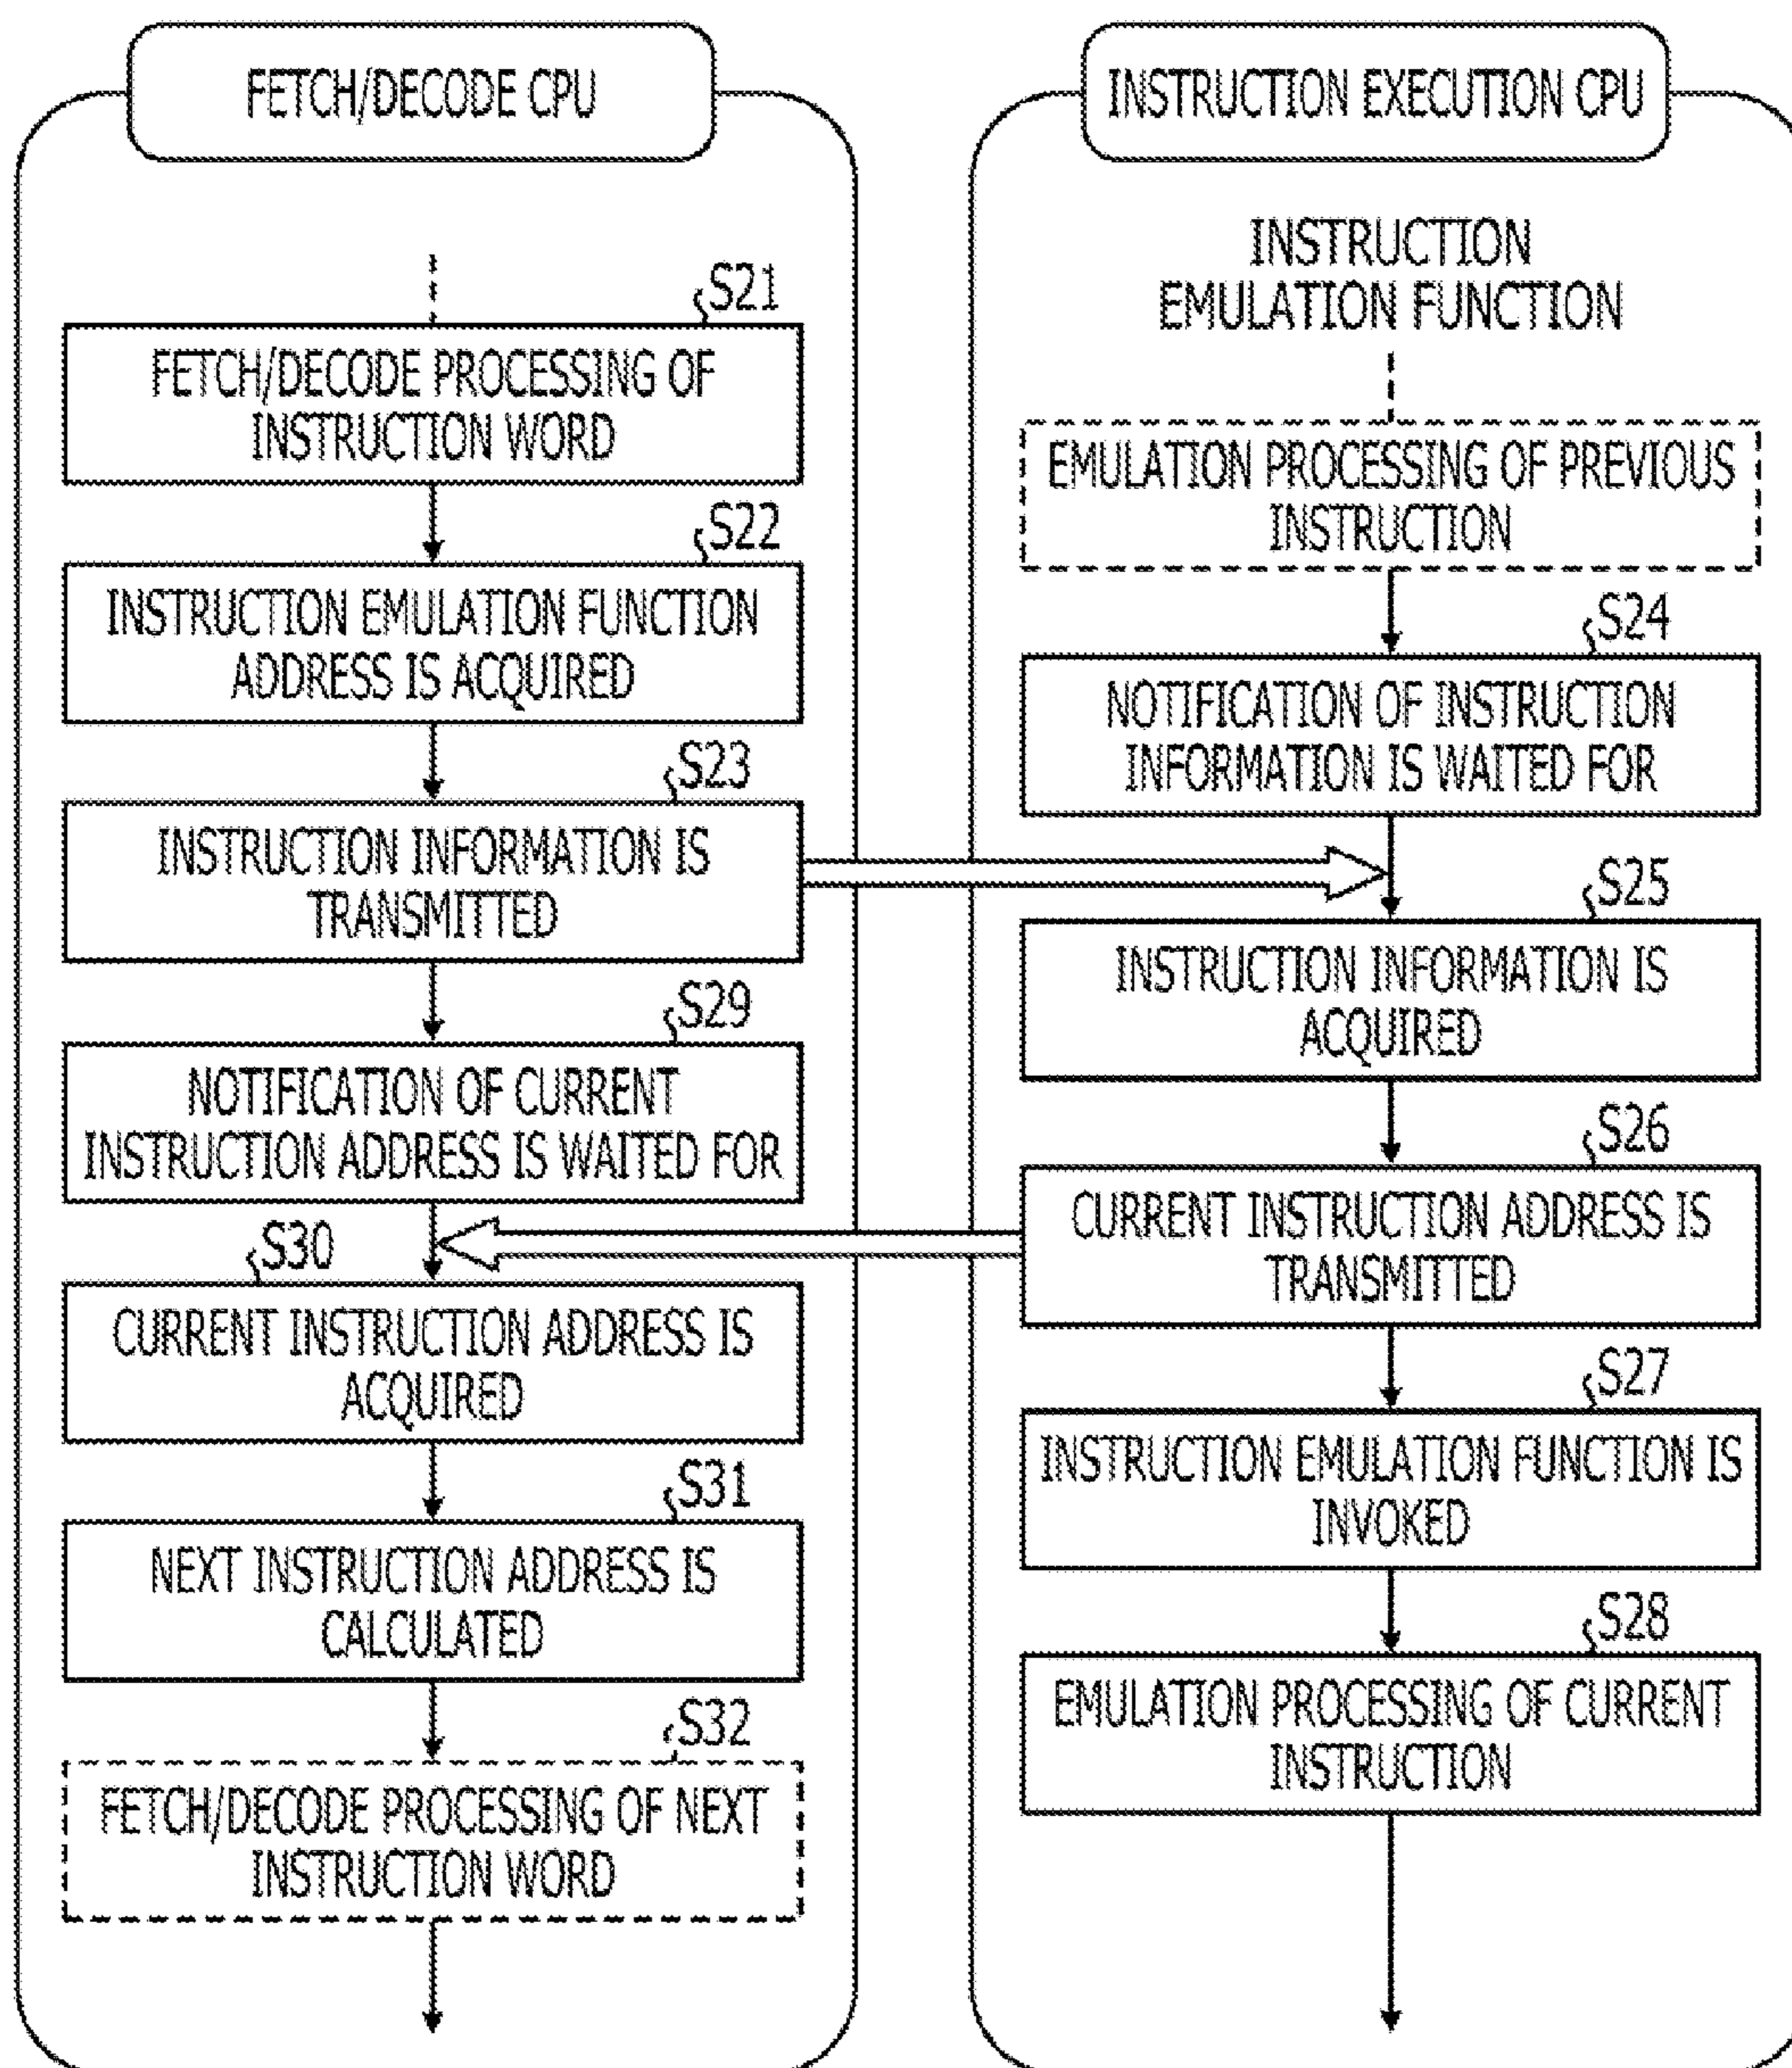 FETCH/DECODE CPU
S21
FETCH/DECODE PROCESSING OF
INSTRUCTION WORD
S22
INSTRUCTION EMULATION FUNCTION
ADDRESS IS ACQUIRED
S23
INSTRUCTION INFORMATION IS
TRANSMITTED
S29
NOTIFICATION OF CURRENT
INSTRUCTION ADDRESS IS WAITED FOR
S30
CURRENT INSTRUCTION ADDRESS IS
ACQUIRED
S31
NEXT INSTRUCTION ADDRESS IS
CALCULATED
S32
FETCH/DECODE PROCESSING OF NEXT
INSTRUCTION WORD
INSTRUCTION EXECUTION CPU
INSTRUCTION
EMULATION FUNCTION
EMULATION PROCESSING OF PREVIOUS
INSTRUCTION
S24
NOTIFICATION OF INSTRUCTION
INFORMATION IS WAITED FOR
S25
INSTRUCTION INFORMATION IS
ACQUIRED
S26
CURRENT INSTRUCTION ADDRESS IS
TRANSMITTED
S27
INSTRUCTION EMULATION FUNCTION IS
INVOKED
S28
EMULATION PROCESSING OF CURRENT
INSTRUCTION